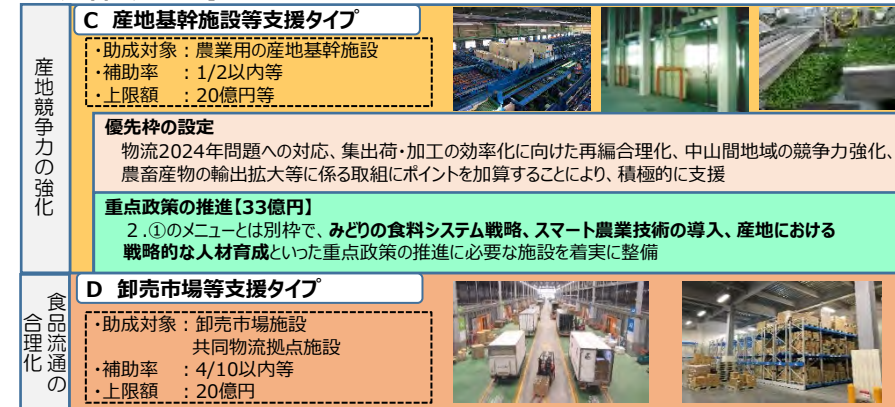 産地競争力の強化
C 産地基幹施設等支援タイプ
・助成対象：農業用の産地基幹施設
・補助率 ：1/2以内等
・上限額 ：20億円等
優先枠の設定
物流2024年問題への対応、集出荷・加工の効率化に向けた再編合理化、中山間地域の競争力強化、
農畜産物の輸出拡大等に係る取組にポイントを加算することにより、積極的に支援
重点政策の推進【33億円】
２.①のメニューとは別枠で、みどりの食料システム戦略、スマート農業技術の導入、産地における
戦略的な人材育成といった重点政策の推進に必要な施設を着実に整備
食品流通の
合理化
D 卸売市場等支援タイプ
・助成対象：卸売市場施設
共同物流拠点施設
・補助率 ：4/10以内等
・上限額 ：20億円